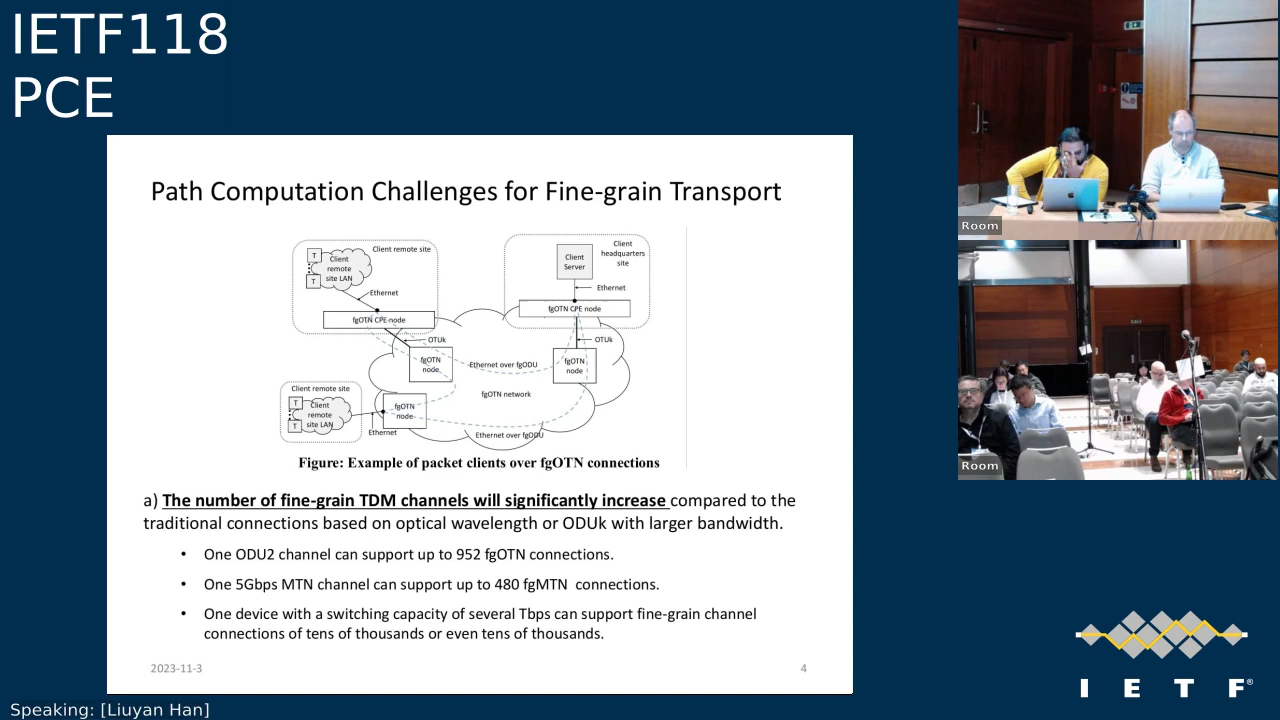 IETF118
PCE
Path Computation Challenges for Fine-grain Transport
Client remote site
T
T
Client
remote
site LAN
Ethernet
fgOTN CPE node
Client
headquarters
site
Client
Server
Ethernet
fgOTN CPE node
OTUk
OTUk
fgOTN
node
Ethernet over fgODU
fgOTN
node
fgOTN network
Client remote site
T
T
Client
remote
site LAN
Ethernet
fgOTN
node
Ethernet over fgODU
Figure: Example of packet clients over fgOTN connections
a) The number of fine-grain TDM channels will significantly increase compared to the
traditional connections based on optical wavelength or ODUk with larger bandwidth.
• One ODU2 channel can support up to 952 fgOTN connections.
• One 5Gbps MTN channel can support up to 480 fgMTN connections.
• One device with a switching capacity of several Tbps can support fine-grain channel
connections of tens of thousands or even tens of thousands.
2023-11-3
4
Room
Room
I E T F®
Speaking: [Liuyan Han]